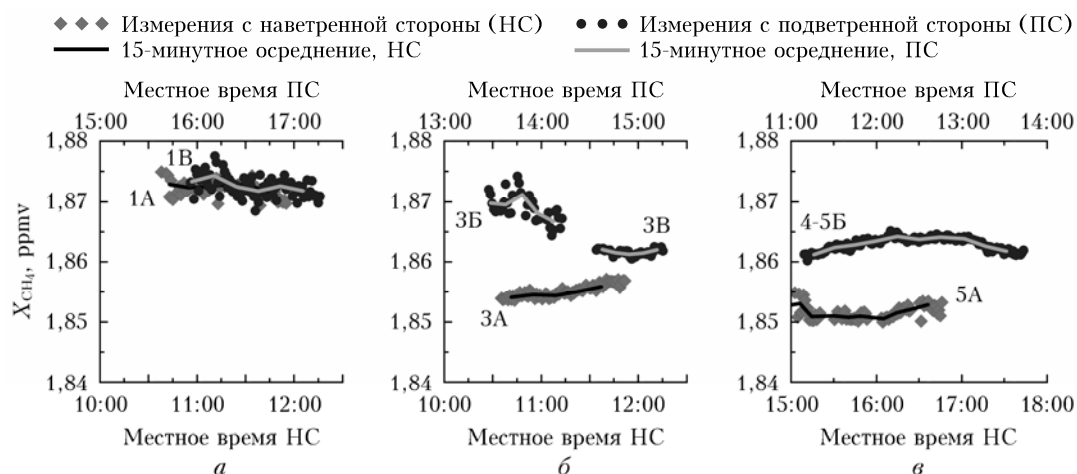 Измерения с наветренной стороны (НС) Измерения с подветренной стороны (ПС)
15-минутное осреднение, НС 15-минутное осреднение, ПС
Местное время ПС Местное время ПС Местное время ПС
15:00 16:00 17:00 13:00 14:00 15:00 11:00 12:00 13:00 14:00
1,88 1,88 1,88
1В
1А
1,87 1,87 1,87
3Б 3В 4-5Б
1,86 1,86 1,86
3А 5А
1,85 1,85 1,85
1,84 1,84 1,84
XCH4, ppmv
10:00 11:00 12:00 10:00 11:00 12:00 15:00 16:00 17:00 18:00
Местное время НС Местное время НС Местное время НС
а б в